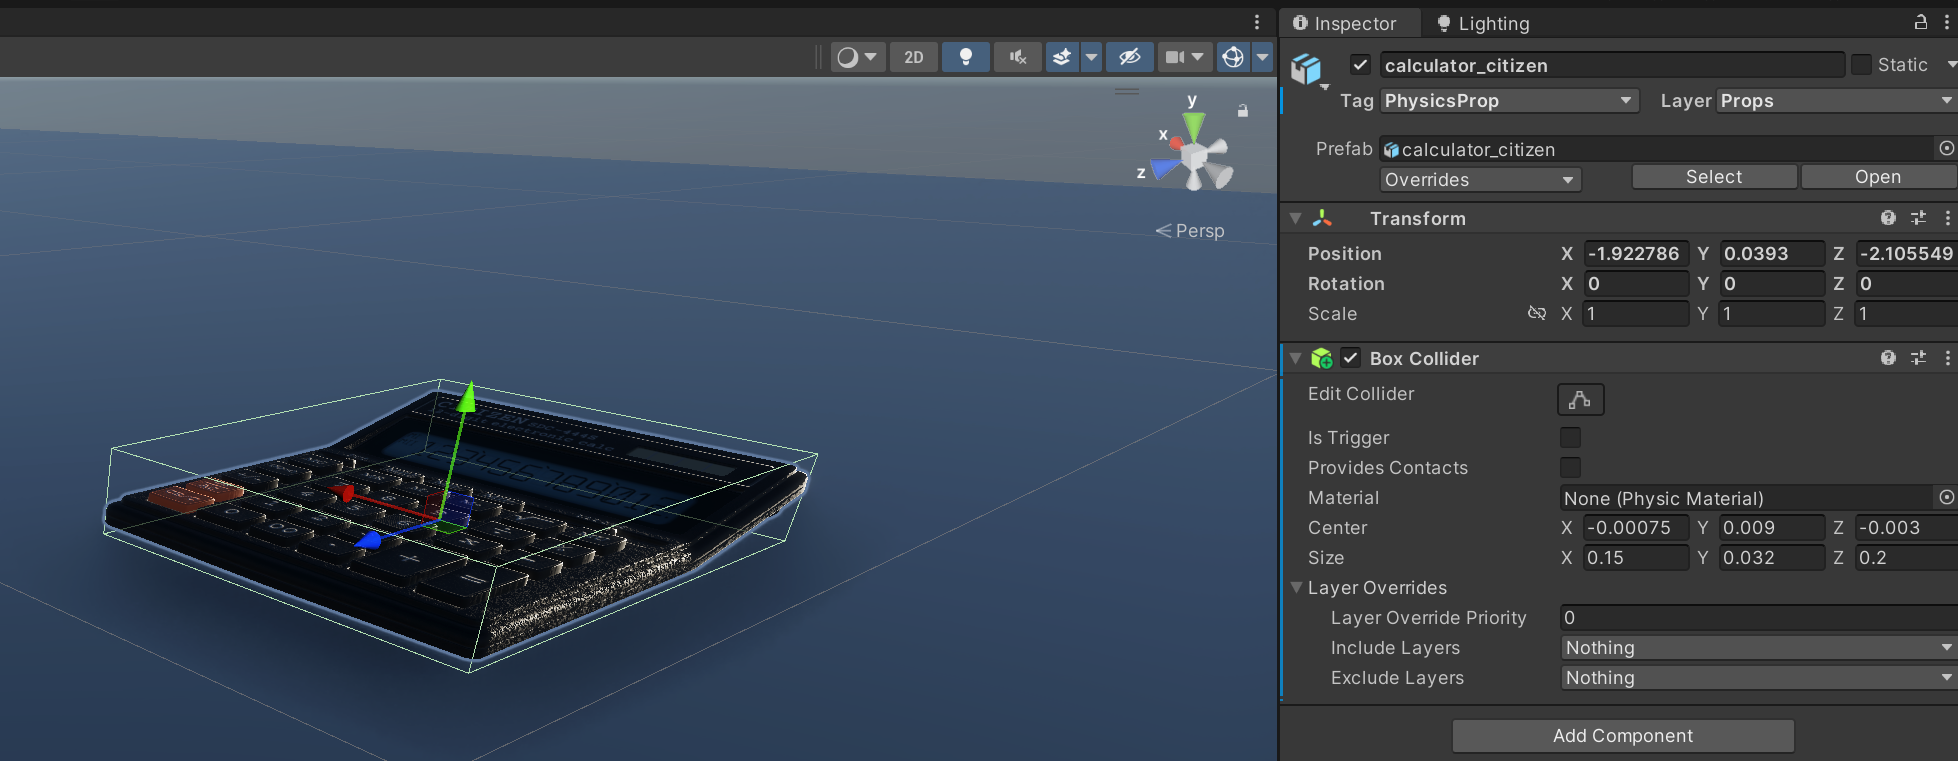 Inspector
Lighting
2D
calculator_citizen
Static
Tag PhysicsProp
Layer Props
Prefab calculator_citizen
Overrides
Select
Open
y
x
z
Persp
Transform
Position X -1.922786 Y 0.0393 Z -2.105549
Rotation X 0 Y 0 Z 0
Scale X 1 Y 1 Z 1
Box Collider
Edit Collider
Is Trigger
Provides Contacts
Material None (Physic Material)
Center X -0.00075 Y 0.009 Z -0.003
Size X 0.15 Y 0.032 Z 0.2
Layer Overrides
Layer Override Priority 0
Include Layers Nothing
Exclude Layers Nothing
Add Component